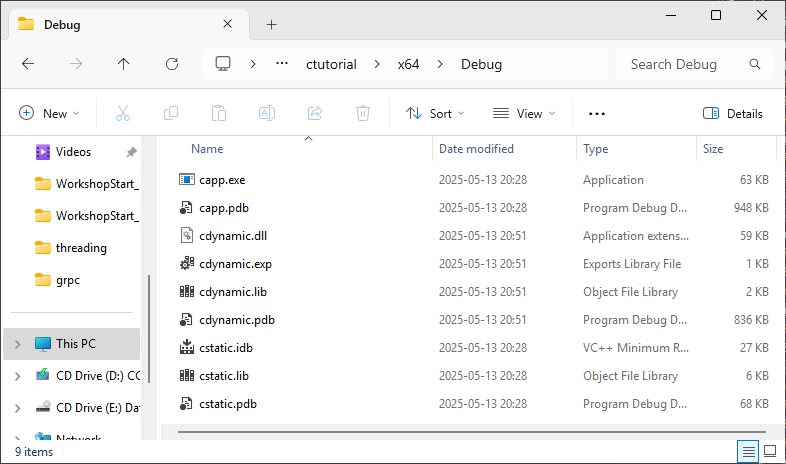 Debug
ctutorial x64 Debug Search Debug
New Sort View Details
Name Date modified Type Size
Videos
WorkshopStart_
WorkshopStart_
threading
grpc
This PC
CD Drive (D:) CC
CD Drive (E:) Dat
Network
capp.exe 2025-05-13 20:28 Application 63 KB
capp.pdb 2025-05-13 20:28 Program Debug D... 948 KB
cdynamic.dll 2025-05-13 20:51 Application extens... 59 KB
cdynamic.exp 2025-05-13 20:51 Exports Library File 1 KB
cdynamic.lib 2025-05-13 20:51 Object File Library 2 KB
cdynamic.pdb 2025-05-13 20:51 Program Debug D... 836 KB
cstatic.idb 2025-05-13 20:28 VC++ Minimum R... 27 KB
cstatic.lib 2025-05-13 20:28 Object File Library 6 KB
cstatic.pdb 2025-05-13 20:28 Program Debug D... 68 KB
9 items